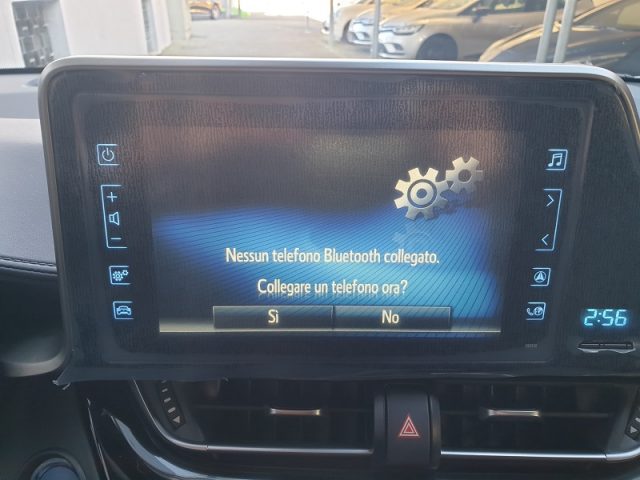 Nessun telefono Bluetooth collegato.
Collegare un telefono ora?
Sì No
2:56